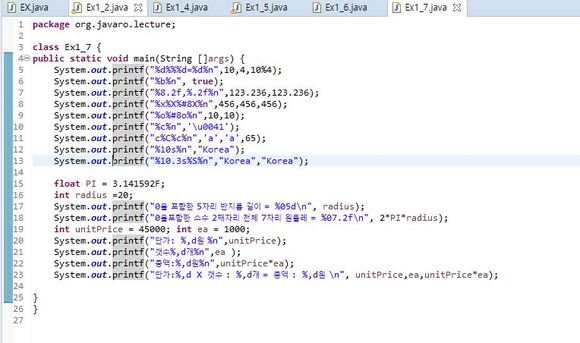 EX.java Ex1_2.java Ex1_4.java Ex1_5.java Ex1_6.java Ex1_7.java
1 package org.javaro.lecture;
2
3 class Ex1_7 {
4 public static void main(String []args) {
5 System.out.printf("%d%%%d=%d%n",10,4,10%4);
6 System.out.printf("%b%n", true);
7 System.out.printf("%8.2f,%.2f%n",123.236,123.236);
8 System.out.printf("%x%X%#8X%n",456,456,456);
9 System.out.printf("%o%#8o%n",10,10);
10 System.out.printf("%c%n",'\u0041');
11 System.out.printf("c%C%c%n",'a','a',65);
12 System.out.printf("%10s%n","Korea");
13 System.out.printf("%10.3s%S%n","Korea","Korea");
14
15 float PI = 3.141592F;
16 int radius =20;
17 System.out.printf("0을 포함한 5자리 반지름 길이 = %05d\n", radius);
18 System.out.printf("0을포함한 소수 2째자리 전체 7자리 원둘레 = %07.2f\n", 2*PI*radius);
19 int unitPrice = 45000; int ea = 1000;
20 System.out.printf("단가: %,d원 %n",unitPrice);
21 System.out.printf("갯수%,d개%n",ea );
22 System.out.printf("총액:%,d원%n",unitPrice*ea);
23 System.out.printf("단가:%,d X 갯수 : %,d개 = 총액 : %,d원 \n", unitPrice,ea,unitPrice*ea);
24
25 }
26 }
27